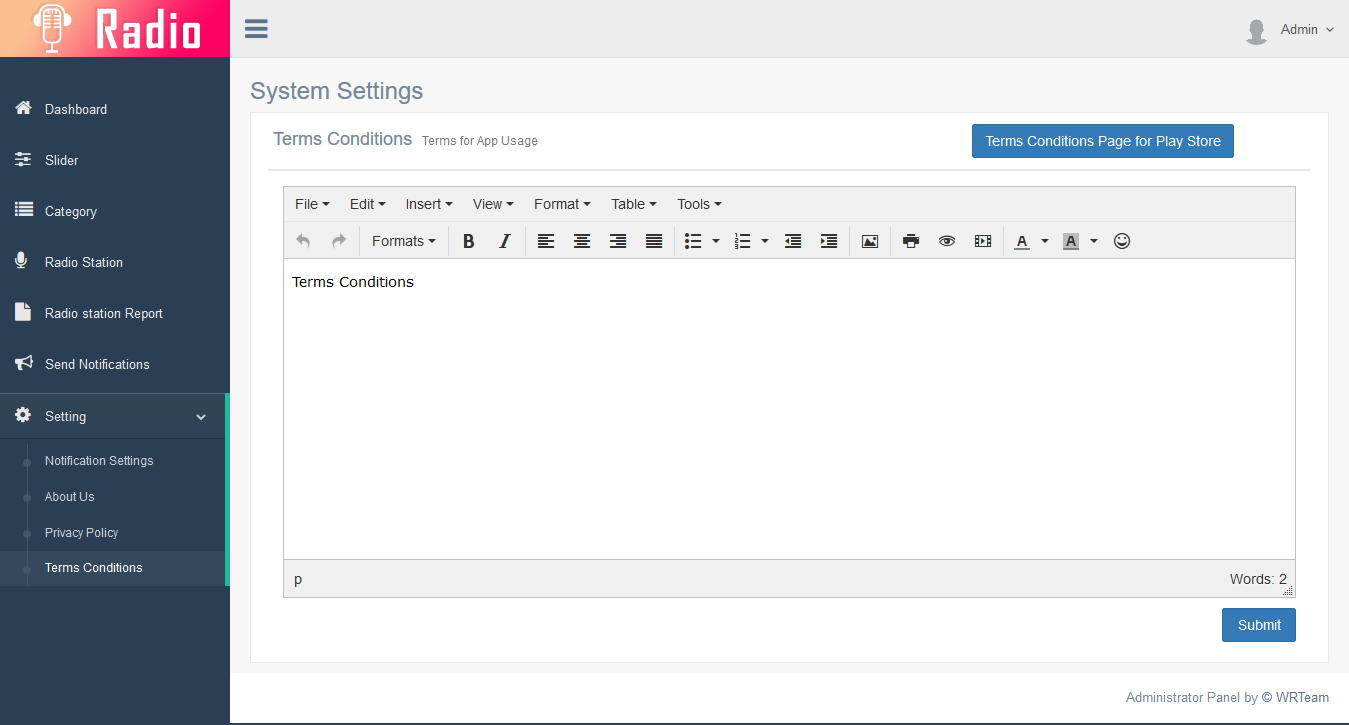 Radio
Admin
Dashboard
Slider
Category
Radio Station
Radio station Report
Send Notifications
Setting
Notification Settings
About Us
Privacy Policy
Terms Conditions
System Settings
Terms Conditions Terms for App Usage
Terms Conditions Page for Play Store
File Edit Insert View Format Table Tools
Formats B I A A
Terms Conditions
p Words: 2
Submit
Administrator Panel by © WRTeam